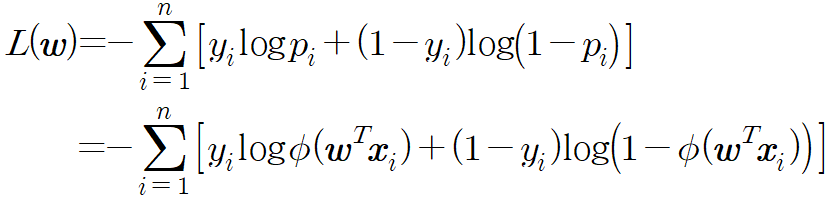 L(w)=−∑_{i=1}^{n}[y_i log p_i+(1−y_i)log(1−p_i)]
=−∑_{i=1}^{n}[y_i log ϕ(w^T x_i)+(1−y_i)log(1−ϕ(w^T x_i))]